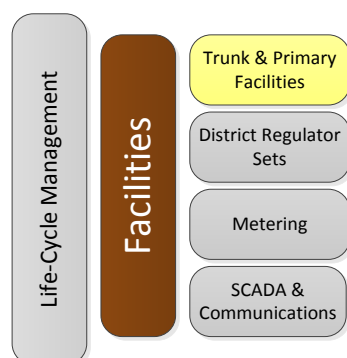 Life-Cycle Management
Facilities
Trunk & Primary
Facilities
District Regulator
Sets
Metering
SCADA &
Communications